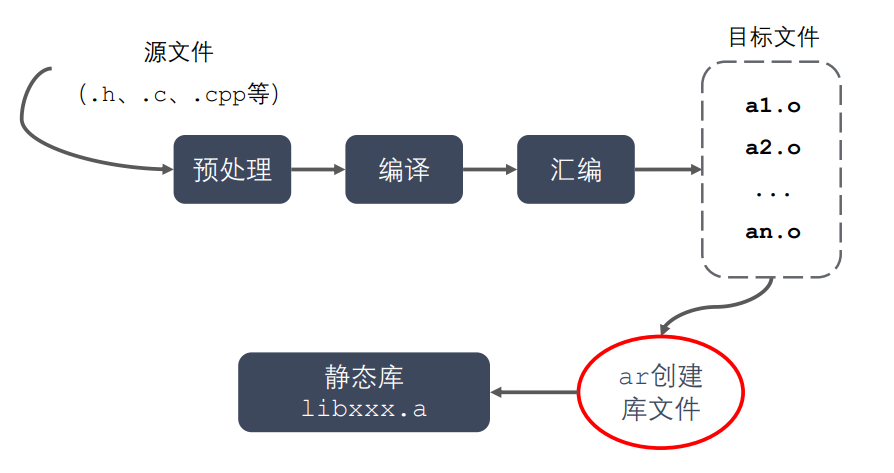 源文件
（.h、.c、.cpp等）
预处理
编译
汇编
目标文件
a1.o
a2.o
...
an.o
ar创建
库文件
静态库
libxxx.a